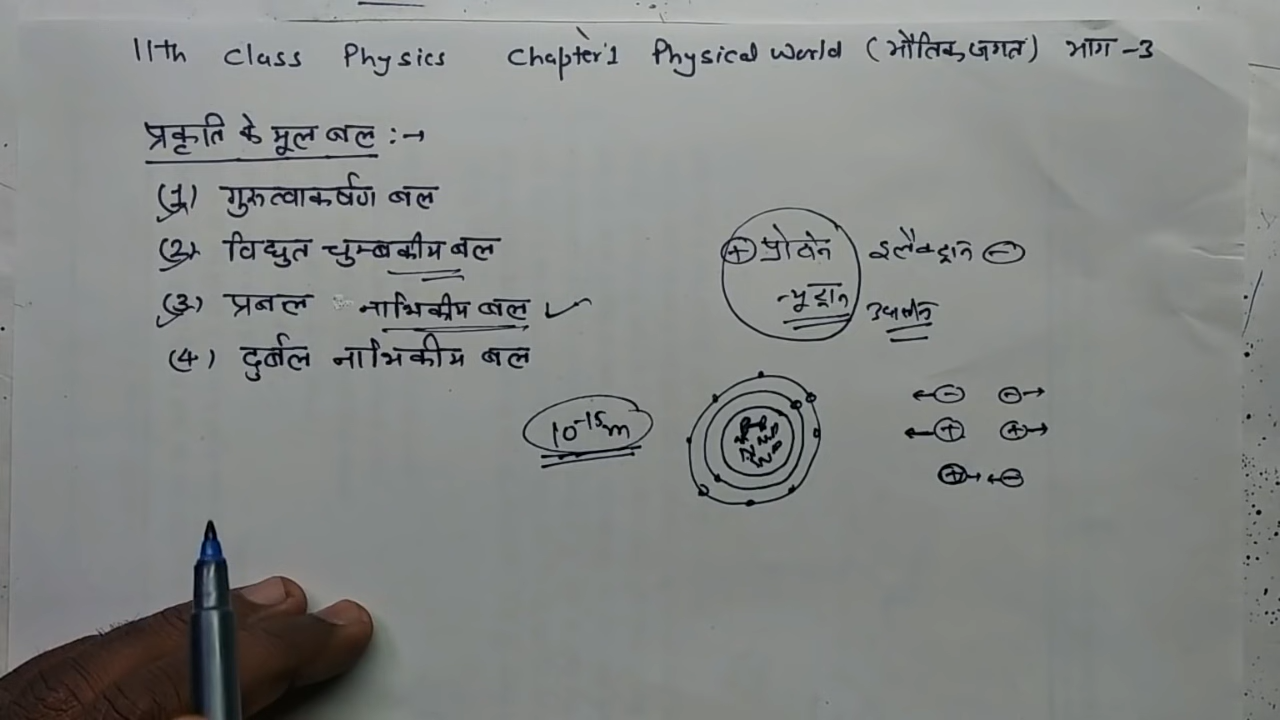 11th Class Physics Chapter 1 Physical World (भौतिक जगत) भाग -3
प्रकृति के मूल बल :→
(1) गुरुत्वाकर्षण बल
(2) विद्युत चुम्बकीय बल
(3) प्रबल नाभिकीय बल ✓
(4) दुर्बल नाभिकीय बल
+ प्रोटोन इलैक्ट्रान -
न्यूट्रान उदासीन
10⁻¹⁵m
- -
+ +
+ -